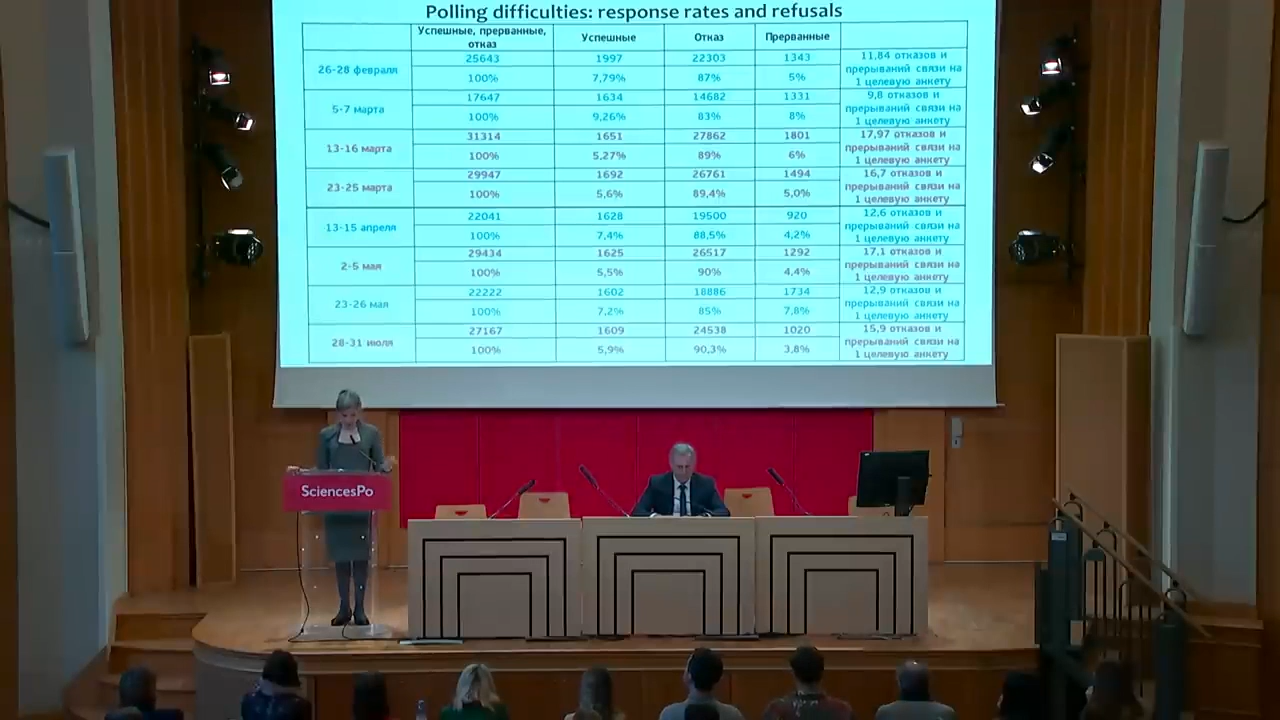 Polling difficulties: response rates and refusals
Успешные, прерванные, отказ Успешные Отказ Прерванные
26-28 февраля 25643 1997 22303 1343 11,84 отказов и прерываний связи на 1 целевую анкету
100% 7,79% 87% 5%
5-7 марта 17647 1634 14682 1331 9,8 отказов и прерываний связи на 1 целевую анкету
100% 9,26% 83% 8%
13-16 марта 31314 1651 27862 1801 17,97 отказов и прерываний связи на 1 целевую анкету
100% 5,27% 89% 6%
23-25 марта 29947 1692 26761 1494 16,7 отказов и прерываний связи на 1 целевую анкету
100% 5,6% 89,4% 5,0%
13-15 апреля 22041 1628 19500 920 12,6 отказов и прерываний связи на 1 целевую анкету
100% 7,4% 88,5% 4,2%
2-5 мая 29434 1625 26517 1292 17,1 отказов и прерываний связи на 1 целевую анкету
100% 5,5% 90% 4,4%
23-26 мая 22222 1602 18886 1734 12,9 отказов и прерываний связи на 1 целевую анкету
100% 7,2% 85% 7,8%
28-31 июля 27167 1609 24538 1020 15,9 отказов и прерываний связи на 1 целевую анкету
100% 5,9% 90,3% 3,8%
SciencesPo